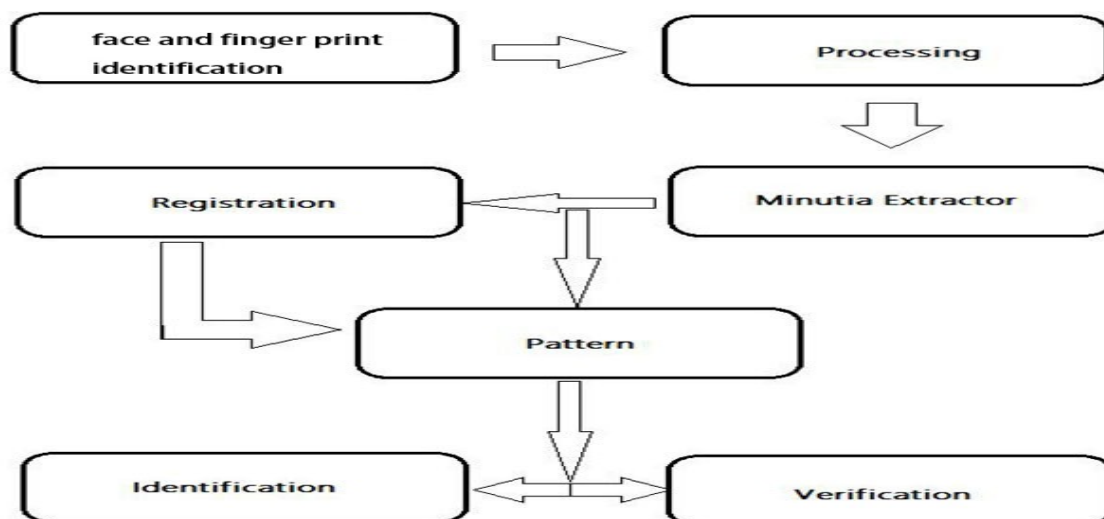 face and finger print
identification
Processing
Registration
Minutia Extractor
Pattern
Identification
Verification